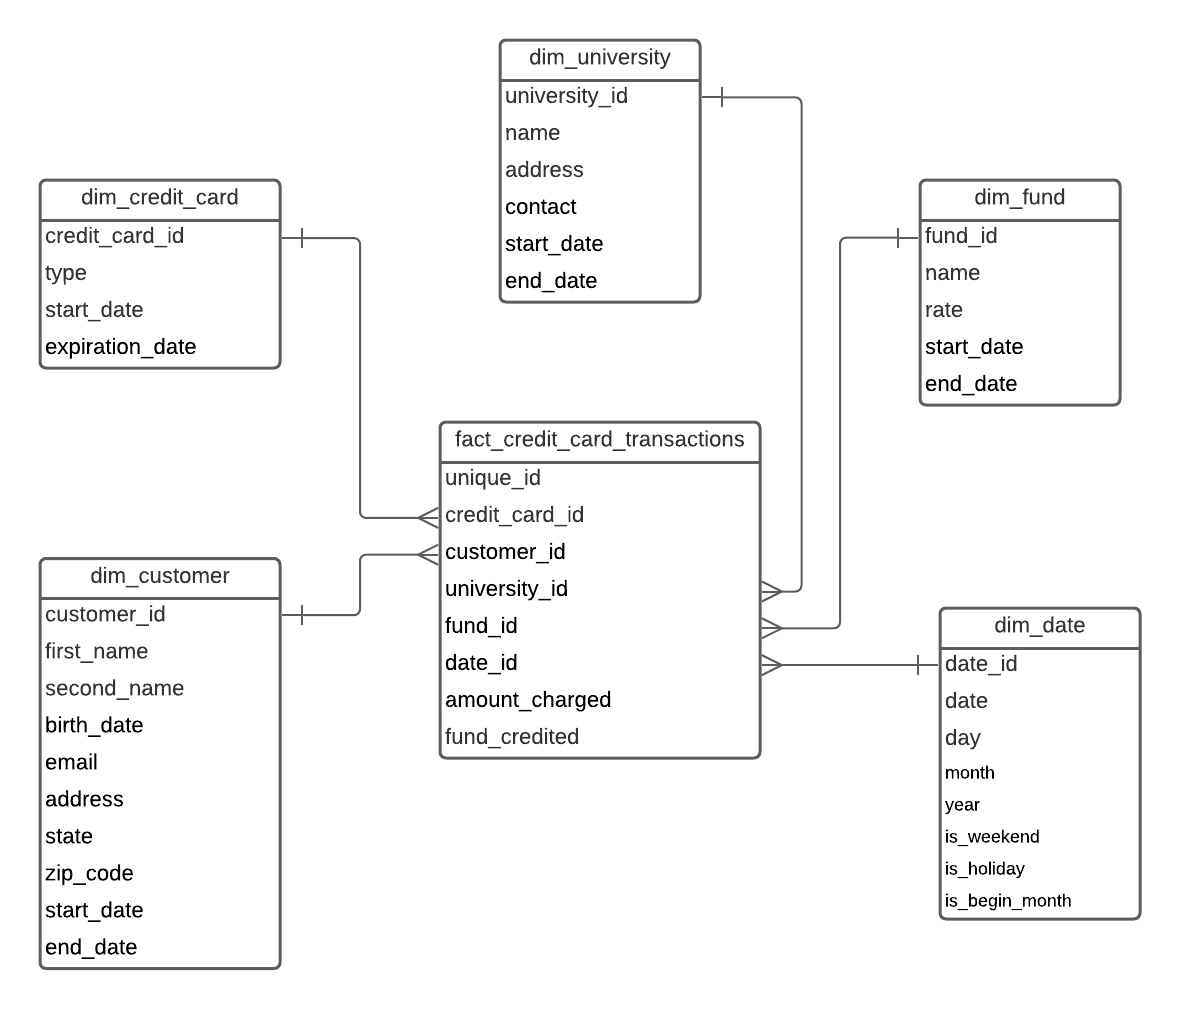 dim_university
university_id
name
address
contact
start_date
end_date
dim_credit_card
credit_card_id
type
start_date
expiration_date
dim_fund
fund_id
name
rate
start_date
end_date
fact_credit_card_transactions
unique_id
credit_card_id
customer_id
university_id
fund_id
date_id
amount_charged
fund_credited
dim_customer
customer_id
first_name
second_name
birth_date
email
address
state
zip_code
start_date
end_date
dim_date
date_id
date
day
month
year
is_weekend
is_holiday
is_begin_month